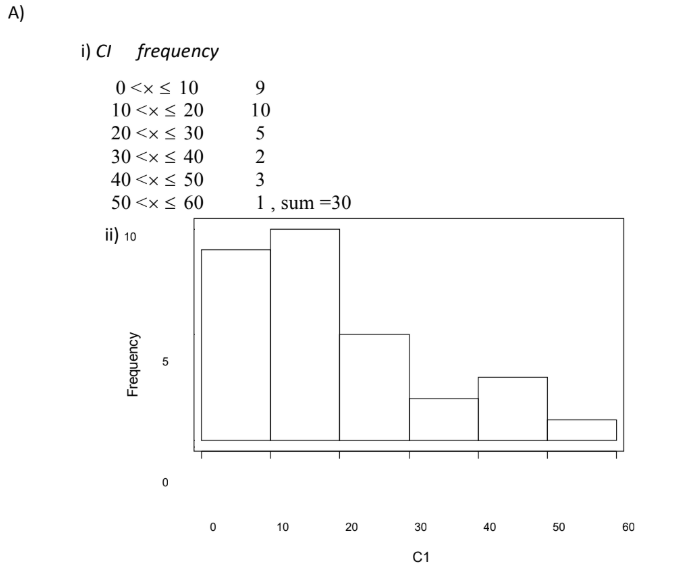 A)
i) CI frequency
0 <× ≤ 10 9
10 <× ≤ 20 10
20 <× ≤ 30 5
30 <× ≤ 40 2
40 <× ≤ 50 3
50 <× ≤ 60 1 , sum =30
ii) 10
Frequency
5
0
0 10 20 30 40 50 60
C1